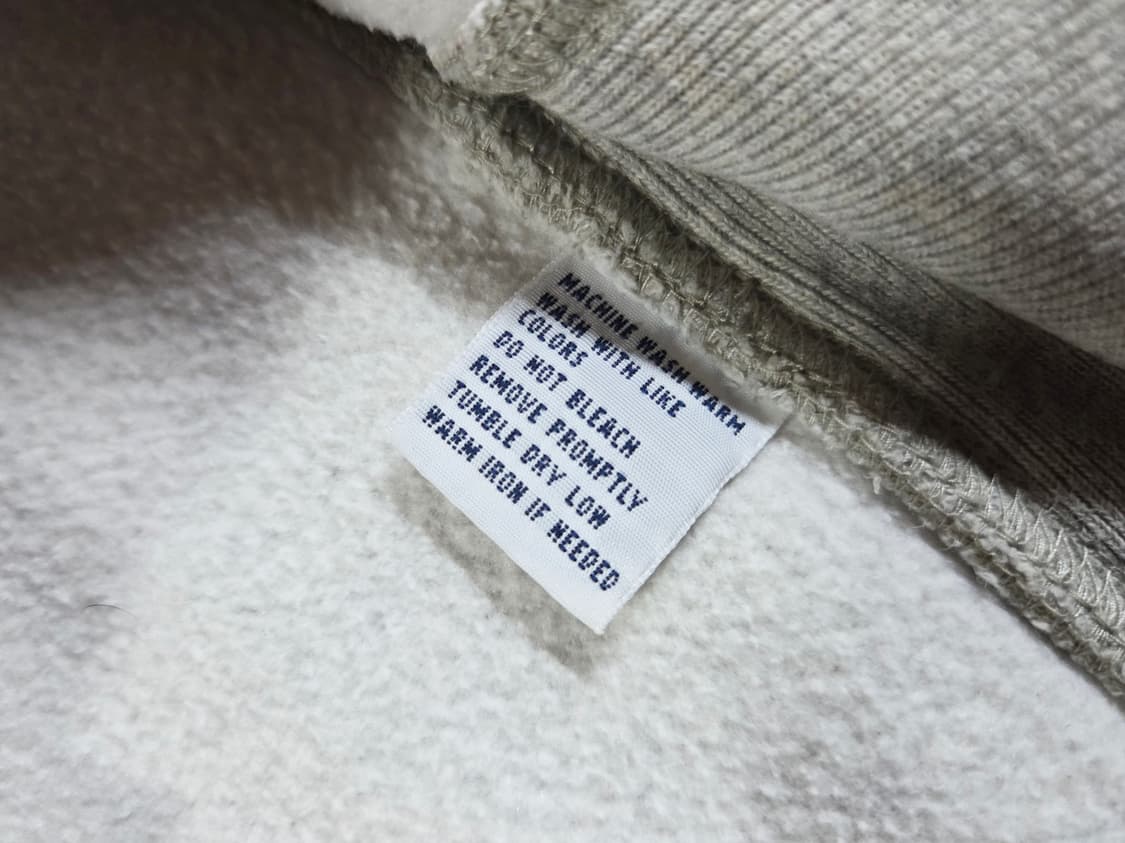 MACHINE WASH WARM
WASH WITH LIKE
COLORS
DO NOT BLEACH
REMOVE PROMPTLY
TUMBLE DRY LOW
WARM IRON IF NEEDED